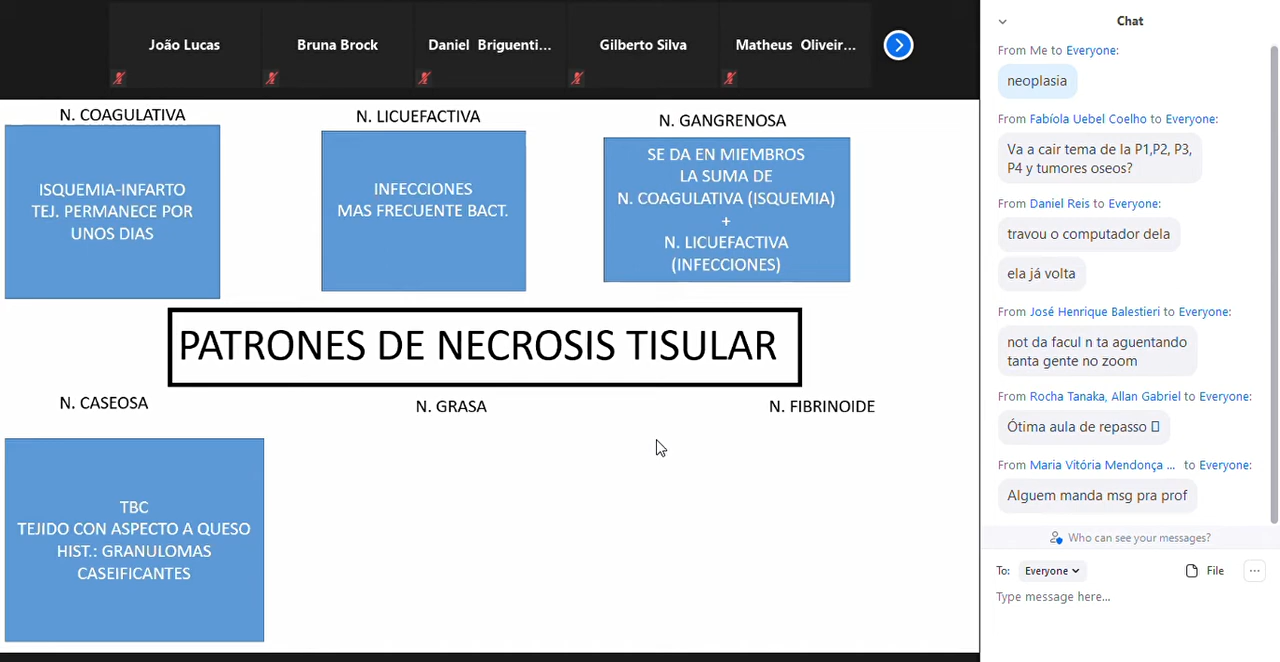 João Lucas
Bruna Brock
Daniel Briguenti...
Gilberto Silva
Matheus Oliveir...
N. COAGULATIVA
ISQUEMIA-INFARTO
TEJ. PERMANECE POR
UNOS DIAS
N. LICUEFACTIVA
INFECCIONES
MAS FRECUENTE BACT.
N. GANGRENOSA
SE DA EN MIEMBROS
LA SUMA DE
N. COAGULATIVA (ISQUEMIA)
+
N. LICUEFACTIVA
(INFECCIONES)
PATRONES DE NECROSIS TISULAR
N. CASEOSA
TBC
TEJIDO CON ASPECTO A QUESO
HIST.: GRANULOMAS
CASEIFICANTES
N. GRASA
N. FIBRINOIDE
Chat
From Me to Everyone:
neoplasia
From Fabíola Uebel Coelho to Everyone:
Va a cair tema de la P1,P2, P3,
P4 y tumores oseos?
From Daniel Reis to Everyone:
travou o computador dela
ela já volta
From José Henrique Balestieri to Everyone:
not da facul n ta aguentando
tanta gente no zoom
From Rocha Tanaka, Allan Gabriel to Everyone:
Ótima aula de repasso
From Maria Vitória Mendonça ... to Everyone:
Alguem manda msg pra prof
Who can see your messages?
To: Everyone File ...
Type message here...